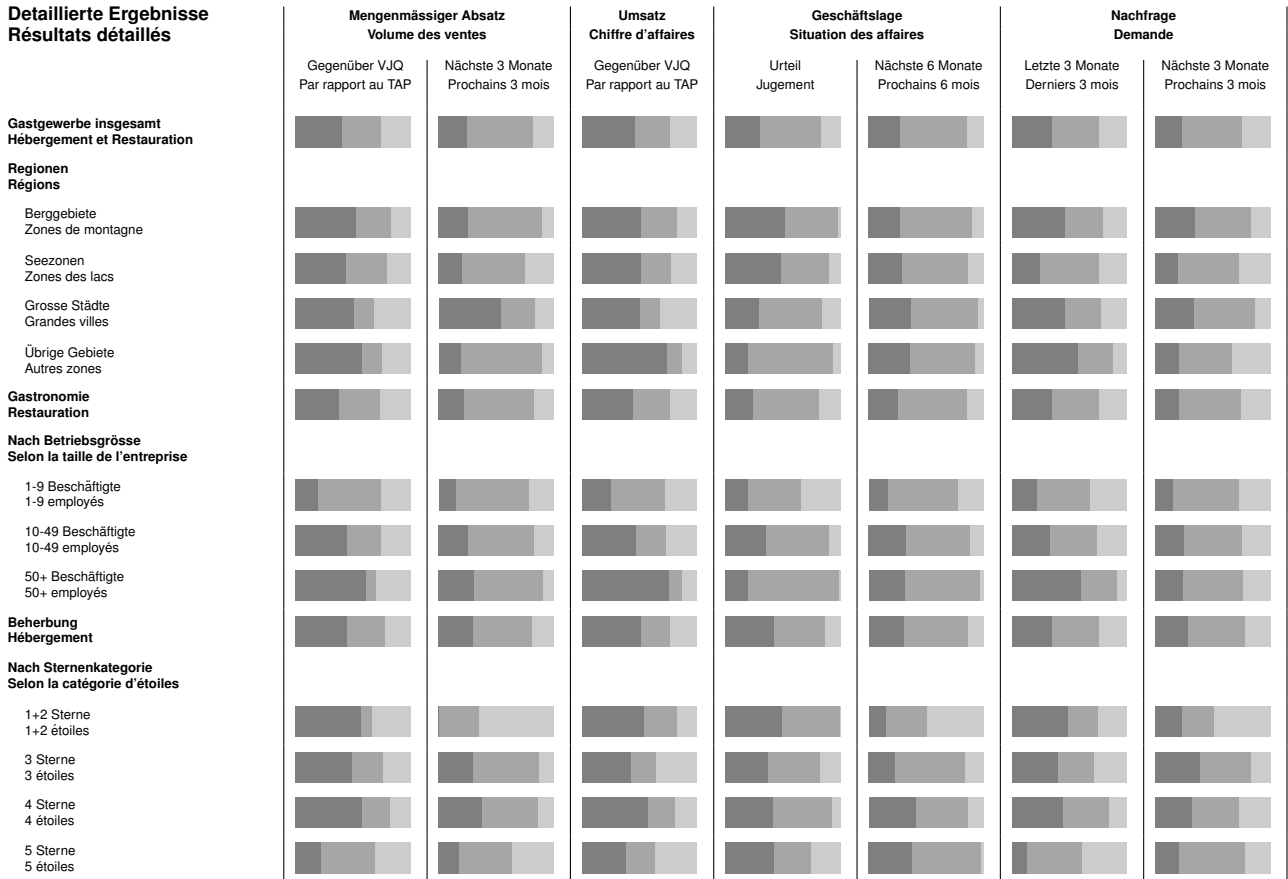 Detaillierte Ergebnisse
Résultats détaillés
Mengenmässiger Absatz
Volume des ventes
Umsatz
Chiffre d'affaires
Geschäftslage
Situation des affaires
Nachfrage
Demande
Gegenüber VJQ
Par rapport au TAP
Nächste 3 Monate
Prochains 3 mois
Gegenüber VJQ
Par rapport au TAP
Urteil
Jugement
Nächste 6 Monate
Prochains 6 mois
Letzte 3 Monate
Derniers 3 mois
Nächste 3 Monate
Prochains 3 mois
Gastgewerbe insgesamt
Hébergement et Restauration
Regionen
Régions
Berggebiete
Zones de montagne
Seezonen
Zones des lacs
Grosse Städte
Grandes villes
Übrige Gebiete
Autres zones
Gastronomie
Restauration
Nach Betriebsgrösse
Selon la taille de l'entreprise
1-9 Beschäftigte
1-9 employés
10-49 Beschäftigte
10-49 employés
50+ Beschäftigte
50+ employés
Beherbung
Hébergement
Nach Sternenkategorie
Selon la catégorie d'étoiles
1+2 Sterne
1+2 étoiles
3 Sterne
3 étoiles
4 Sterne
4 étoiles
5 Sterne
5 étoiles